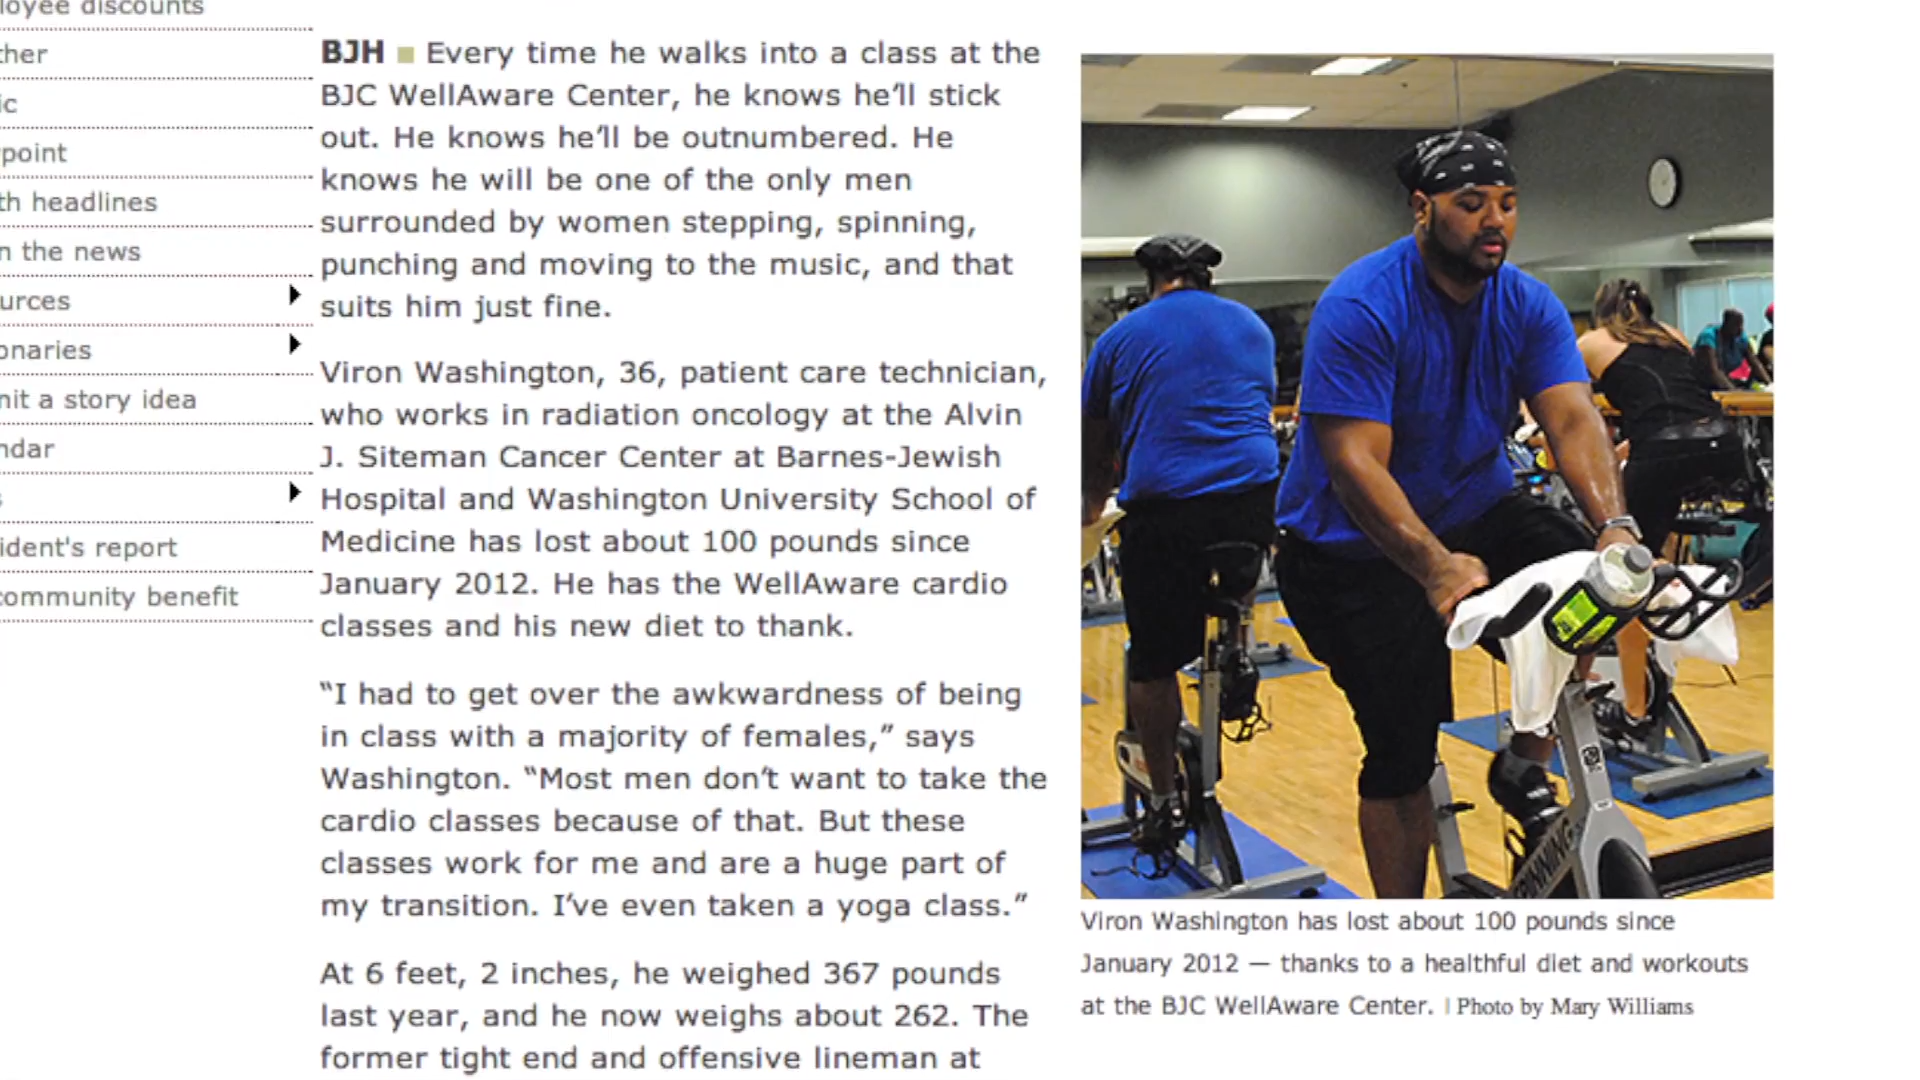 loyee discounts
ther
ic
point
th headlines
n the news
urces
onaries
nit a story idea
ndar
s
ident's report
community benefit
BJH ■ Every time he walks into a class at the
BJC WellAware Center, he knows he’ll stick
out. He knows he’ll be outnumbered. He
knows he will be one of the only men
surrounded by women stepping, spinning,
punching and moving to the music, and that
suits him just fine.
Viron Washington, 36, patient care technician,
who works in radiation oncology at the Alvin
J. Siteman Cancer Center at Barnes-Jewish
Hospital and Washington University School of
Medicine has lost about 100 pounds since
January 2012. He has the WellAware cardio
classes and his new diet to thank.
“I had to get over the awkwardness of being
in class with a majority of females,” says
Washington. “Most men don’t want to take the
cardio classes because of that. But these
classes work for me and are a huge part of
my transition. I’ve even taken a yoga class.”
At 6 feet, 2 inches, he weighed 367 pounds
last year, and he now weighs about 262. The
former tight end and offensive lineman at
SPINNING
Viron Washington has lost about 100 pounds since
January 2012 — thanks to a healthful diet and workouts
at the BJC WellAware Center. | Photo by Mary Williams